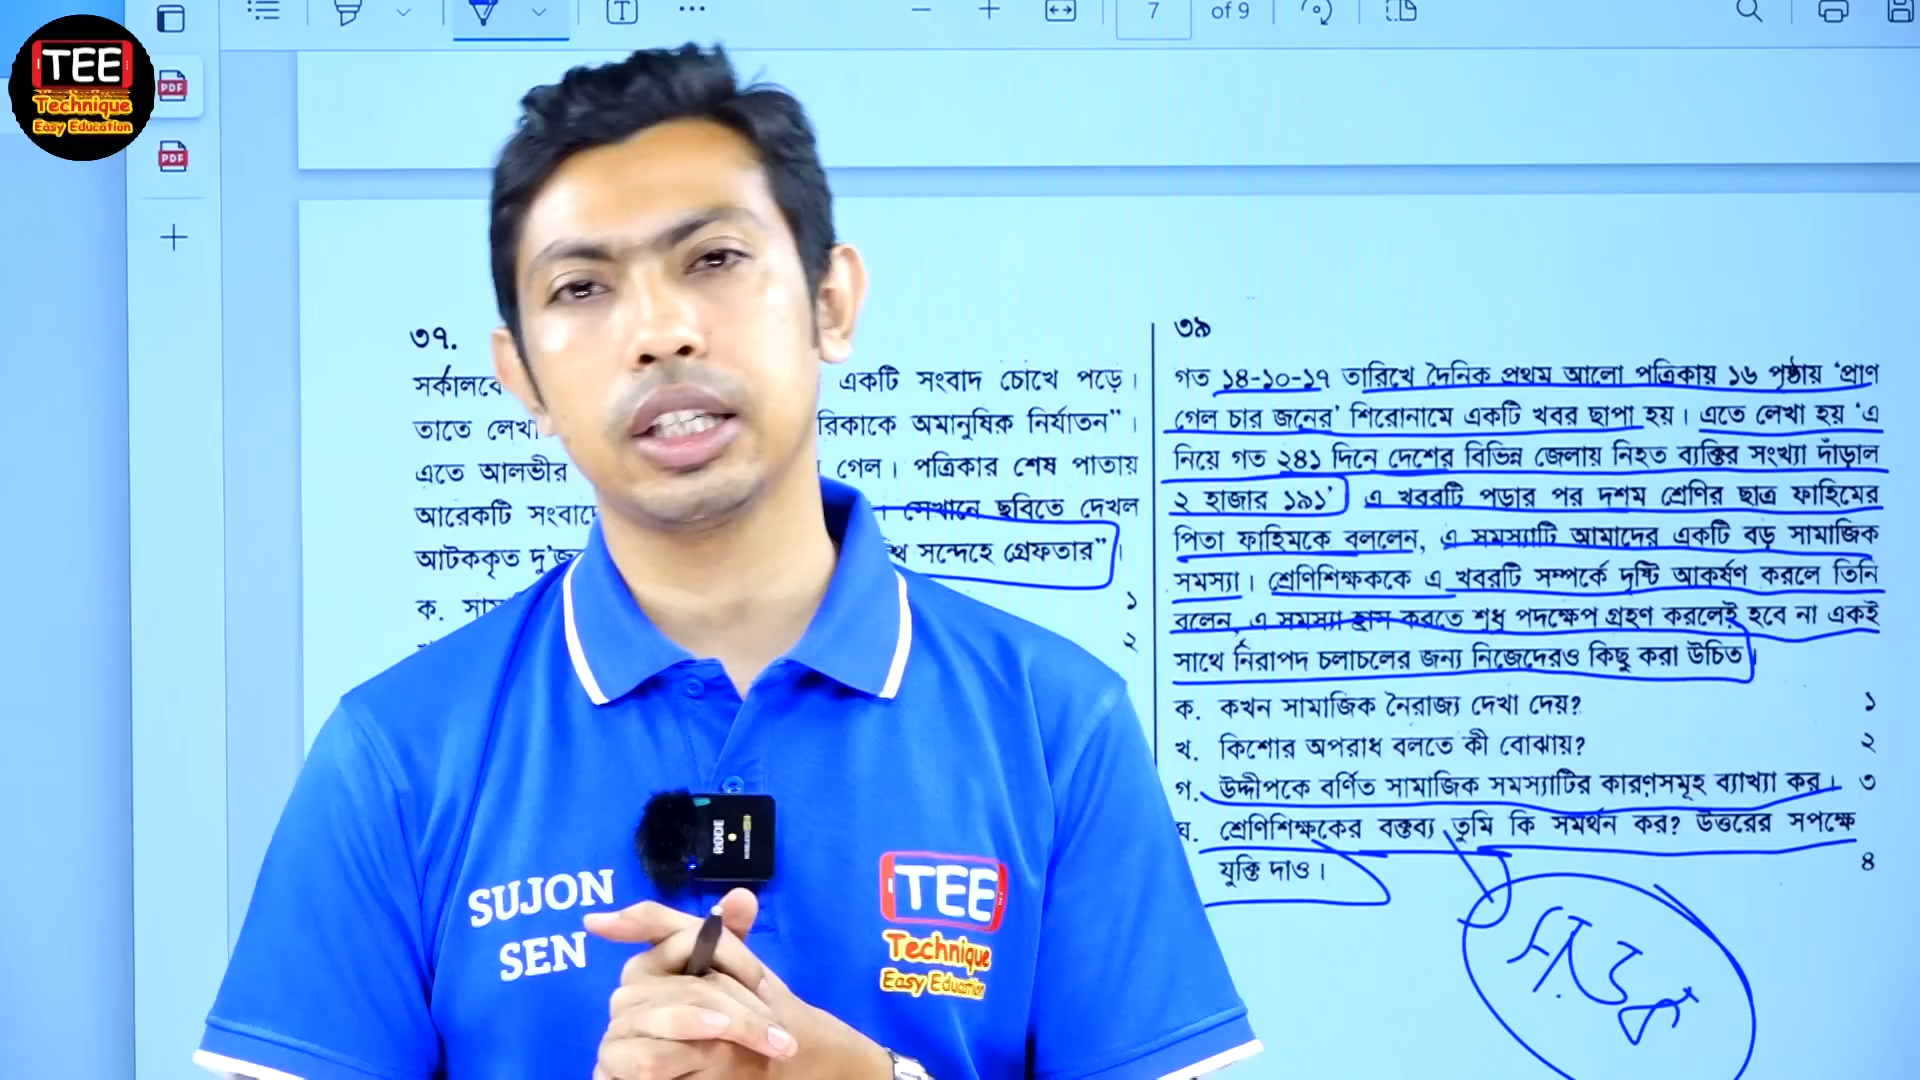 TEE
Technique
Easy Education
PDF
PDF
7 of 9
৩৭.
একটি সংবাদ চোখে পড়ে।
তাতে লেখা রিকাকে অমানুষিক নির্যাতন”।
এতে আলভীর গেল। পত্রিকার শেষ পাতায়
আরেকটি সংবাদে সেখানে ছবিতে দেখল
আটককৃত সন্দেহে গ্রেফতার”।
ক. ১
২
৩৯
গত ১৪-১০-১৭ তারিখে দৈনিক প্রথম আলো পত্রিকায় ১৬ পৃষ্ঠায় ‘প্রাণ
গেল চার জনের’ শিরোনামে একটি খবর ছাপা হয়। এতে লেখা হয় ‘এ
নিয়ে গত ২৪১ দিনে দেশের বিভিন্ন জেলায় নিহত ব্যক্তির সংখ্যা দাঁড়াল
২ হাজার ১৯১’ এ খবরটি পড়ার পর দশম শ্রেণির ছাত্র ফাহিমের
পিতা ফাহিমকে বললেন, এ সমস্যাটি আমাদের একটি বড় সামাজিক
সমস্যা। শ্রেণিশিক্ষককে এ খবরটি সম্পর্কে দৃষ্টি আকর্ষণ করলে তিনি
বলেন, এ সমস্যা হ্রাস করতে শুধু পদক্ষেপ গ্রহণ করলেই হবে না একই
সাথে নিরাপদ চলাচলের জন্য নিজেদেরও কিছু করা উচিত।
ক. কখন সামাজিক নৈরাজ্য দেখা দেয়? ১
খ. কিশোর অপরাধ বলতে কী বোঝায়? ২
গ. উদ্দীপকে বর্ণিত সামাজিক সমস্যাটির কারণসমূহ ব্যাখ্যা কর। ৩
ঘ. শ্রেণিশিক্ষকের বক্তব্য তুমি কি সমর্থন কর? উত্তরের সপক্ষে
যুক্তি দাও। ৪
সড়ক
RODE
SUJON
SEN
TEE
Technique
Easy Education